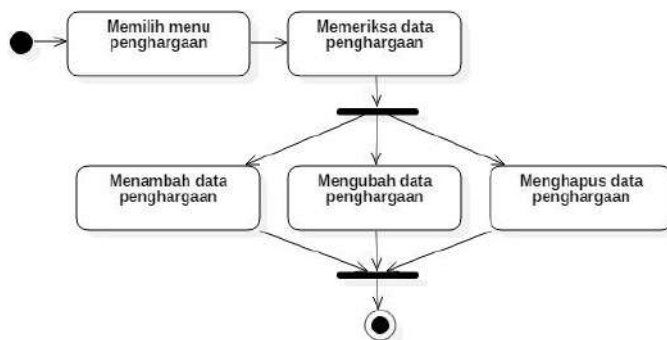 Memilih menu
penghargaan
Memeriksa data
penghargaan
Menambah data
penghargaan
Mengubah data
penghargaan
Menghapus data
penghargaan